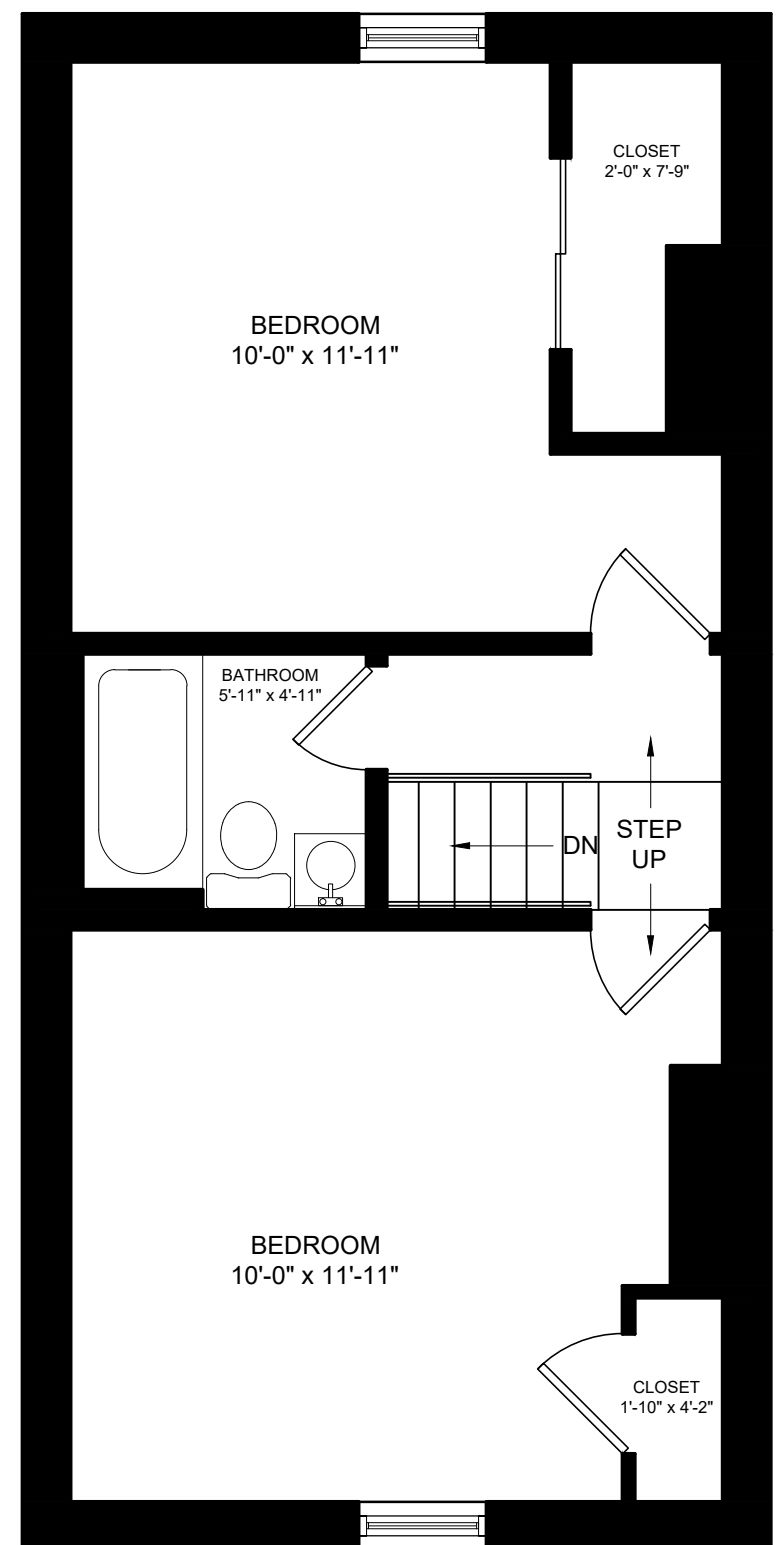 CLOSET
2'-0" x 7'-9"
BEDROOM
10'-0" x 11'-11"
BATHROOM
5'-11" x 4'-11"
DN
STEP
UP
BEDROOM
10'-0" x 11'-11"
CLOSET
1'-10" x 4'-2"